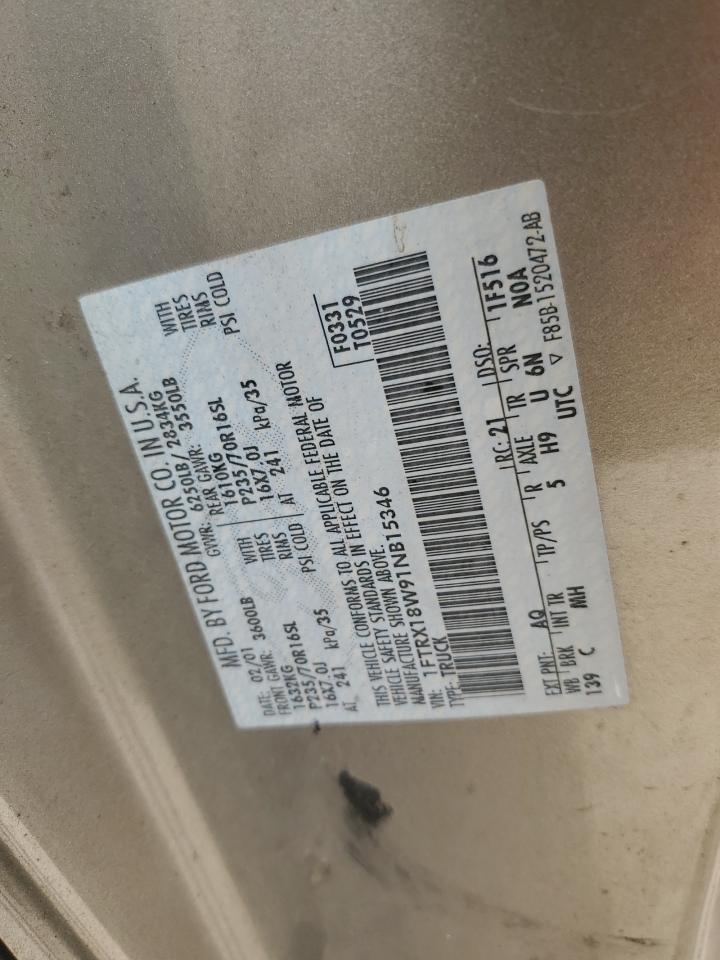 MFD. BY FORD MOTOR CO. IN U.S.A.
DATE: 02/01 GVWR: 6250LB/ 2834KG
FRONT GAWR: 3600LB REAR GAWR: 3550LB
1632KG WITH 1610KG WITH
P235/70R16SL TIRES P235/70R16SL TIRES
16X7.0J RIMS 16X7.0J RIMS
AT 241 kPa/35 PSI COLD AT 241 kPa/35 PSI COLD
THIS VEHICLE CONFORMS TO ALL APPLICABLE FEDERAL MOTOR
VEHICLE SAFETY STANDARDS IN EFFECT ON THE DATE OF
MANUFACTURE SHOWN ABOVE. F0331
VIN: 1FTRX18W91NB15346 T0529
TYPE: TRUCK
EXT PNT: AQ RC: 21 DSO: 1F516
WB BRK INT TR TP/PS R AXLE TR SPR
139 C MH 5 H9 U 6N NOA
UTC ▽ F85B-1520472-AB